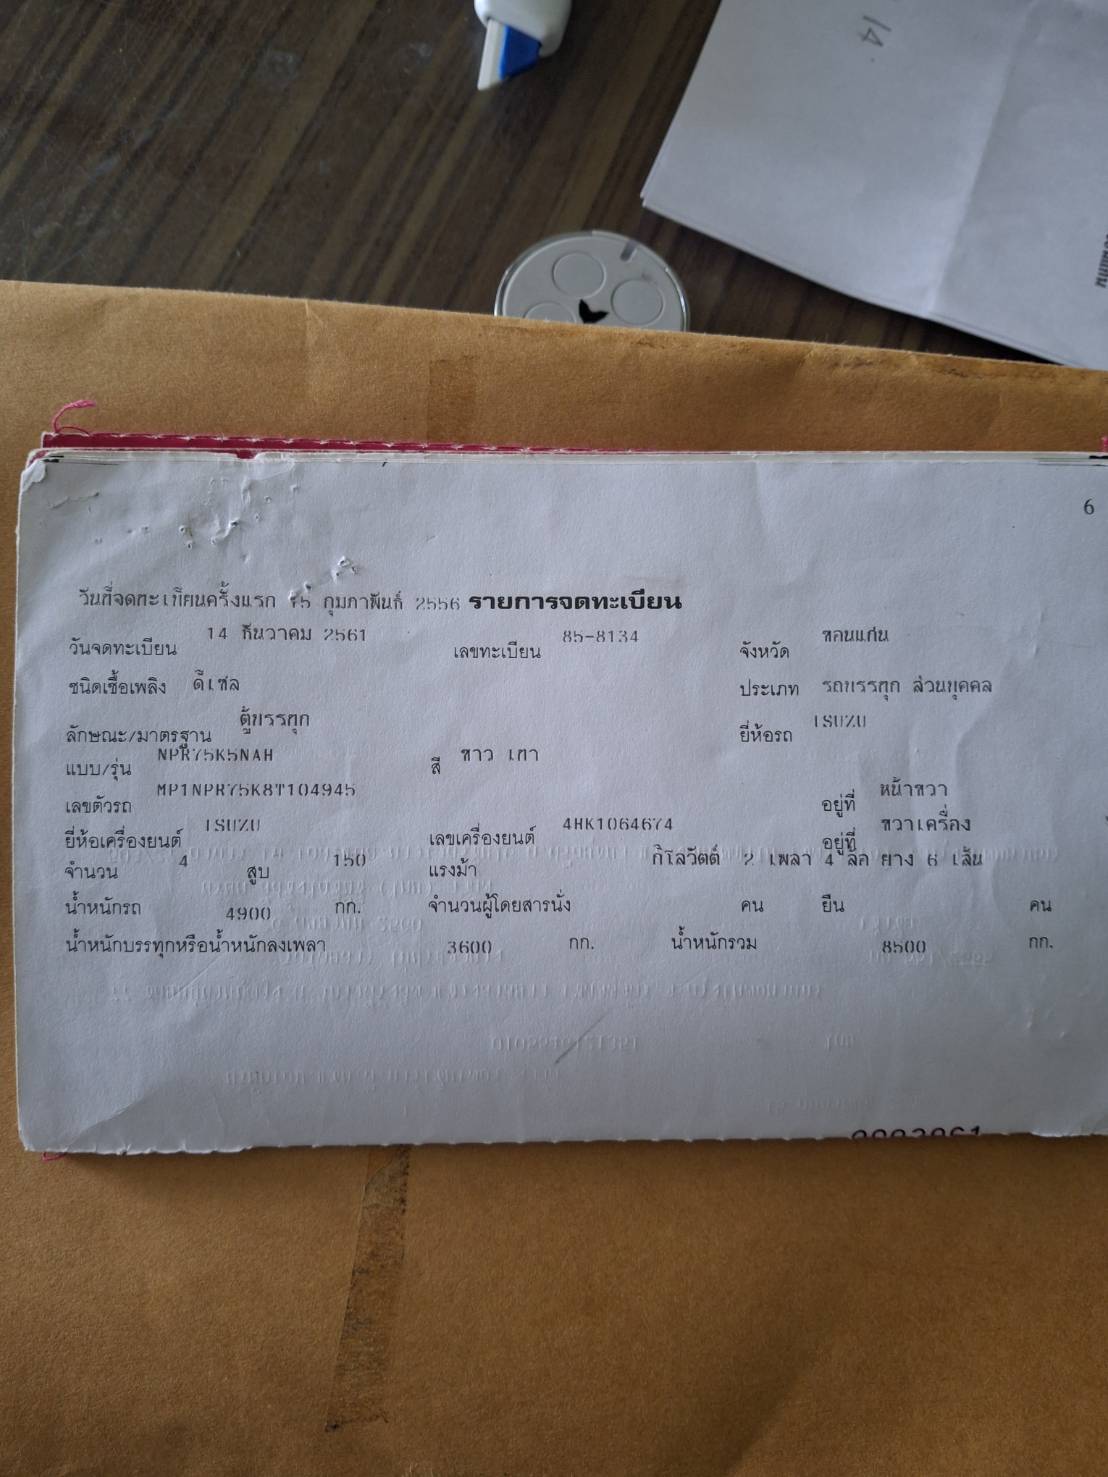 14
6
วันที่จดทะเบียนครั้งแรก 15 กุมภาพันธ์ 2556 รายการจดทะเบียน
วันจดทะเบียน 14 ธันวาคม 2561 เลขทะเบียน 85-8134 จังหวัด ขอนแก่น
ชนิดเชื้อเพลิง ดีเซล ประเภท รถบรรทุก ส่วนบุคคล
ลักษณะ/มาตรฐาน ตู้บรรทุก ยี่ห้อรถ ISUZU
แบบ/รุ่น NPR75K5NAH สี ขาว เทา
เลขตัวรถ MP1NPR75K8T104945 อยู่ที่ หน้าขวา
ยี่ห้อเครื่องยนต์ ISUZU เลขเครื่องยนต์ 4HK1064674 อยู่ที่ ขวาเครื่อง
จำนวน 4 สูบ 150 แรงม้า กิโลวัตต์ 2 เพลา 4 ล้อ ยาง 6 เส้น
น้ำหนักรถ 4900 กก. จำนวนผู้โดยสารนั่ง คน ยืน คน
น้ำหนักบรรทุกหรือน้ำหนักลงเพลา 3600 กก. น้ำหนักรวม 8500 กก.